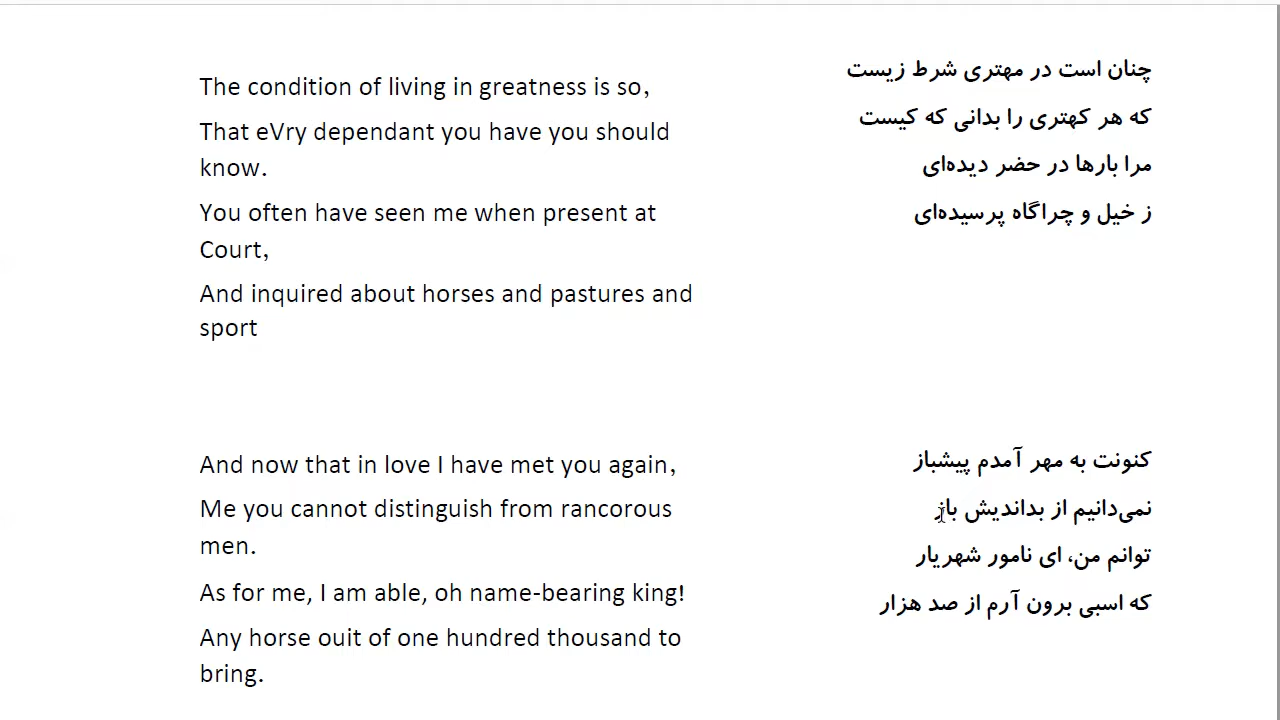 The condition of living in greatness is so,
That eVry dependant you have you should
know.
You often have seen me when present at
Court,
And inquired about horses and pastures and
sport
چنان است در مهتری شرط زیست
که هر کهتری را بدانی که کیست
مرا بارها در حضر دیده‌ای
ز خیل و چراگاه پرسیده‌ای
And now that in love I have met you again,
Me you cannot distinguish from rancorous
men.
As for me, I am able, oh name-bearing king!
Any horse ouit of one hundred thousand to
bring.
کنونت به مهر آمدم پیشباز
نمی‌دانیم از بداندیش باز
توانم من، ای نامور شهریار
که اسبی برون آرم از صد هزار